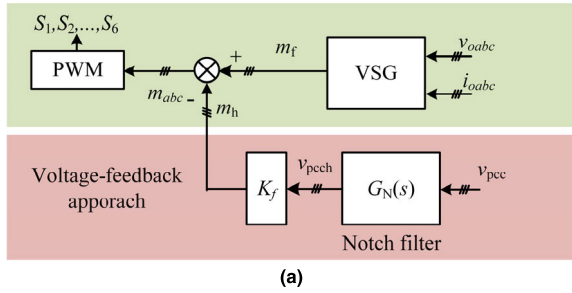 S1, S2,..., S6
PWM
+
mf
VSG
voabc
ioabc
mabc
-
mh
Voltage-feedback
apporach
Kf
vpcch
GN(s)
vpcc
Notch filter
(a)